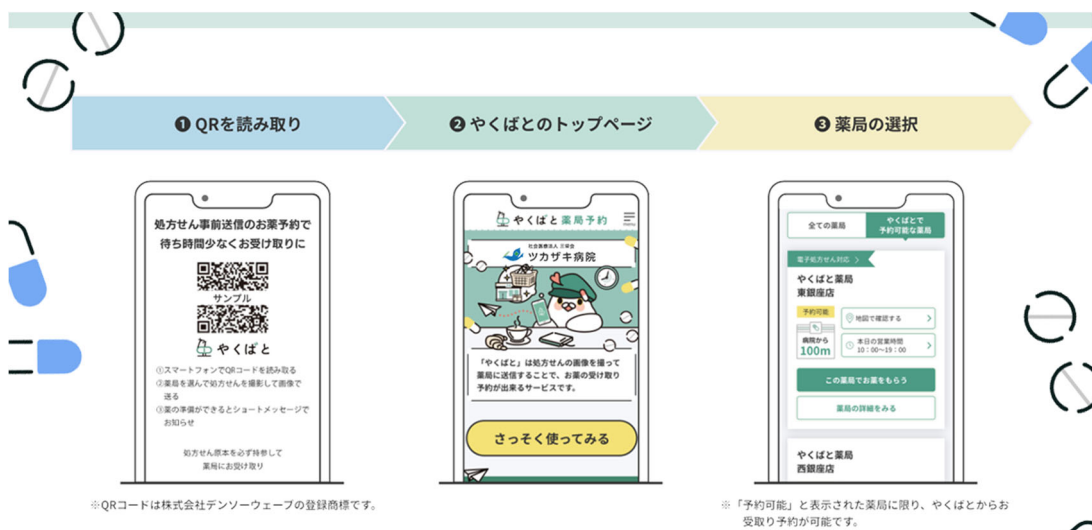 ❶ QRを読み取り
❷ やくばとのトップページ
❸ 薬局の選択
処方せん事前送信のお薬予約で
待ち時間少なくお受け取りに
サンプル
やくばと
①スマートフォンでQRコードを読み取る
②薬局を選んで処方せんを撮影して画像で
送る
③薬の準備ができるとショートメッセージで
お知らせ
処方せん原本を必ず持参して
薬局にお受け取り
※QRコードは株式会社デンソーウェーブの登録商標です。
やくばと薬局予約
menu
社会医療法人 三栄会
ツカザキ病院
「やくばと」は処方せんの画像を撮って
薬局に送信することで、お薬の受け取り
予約が出来るサービスです。
さっそく使ってみる
全ての薬局
やくばとで
予約可能な薬局
電子処方せん対応 >
やくばと薬局
東銀座店
予約可能
病院から
100m
地図で確認する
本日の営業時間
10:00~19:00
この薬局でお薬をもらう
薬局の詳細をみる
やくばと薬局
西銀座店
※「予約可能」と表示された薬局に限り、やくばとからお
受取り予約が可能です。